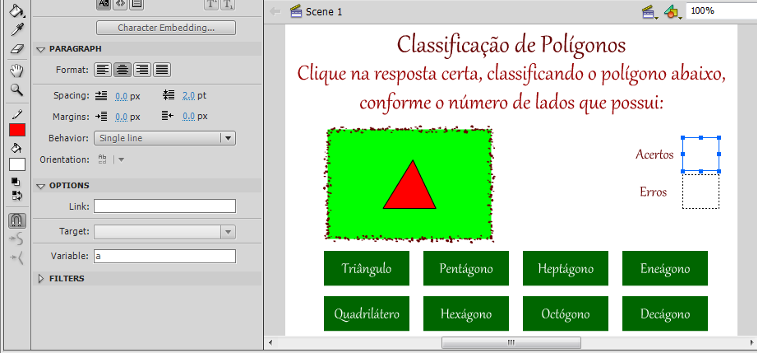 Scene 1
100%
Character Embedding...
PARAGRAPH
Format:
Spacing: 0,0 px 2,0 pt
Margins: 0,0 px 0,0 px
Behavior: Single line
Orientation:
OPTIONS
Link:
Target:
Variable: a
FILTERS
Classificação de Polígonos
Clique na resposta certa, classificando o polígono abaixo,
conforme o número de lados que possui:
Acertos
Erros
Triângulo Pentágono Heptágono Eneágono
Quadrilátero Hexágono Octógono Decágono